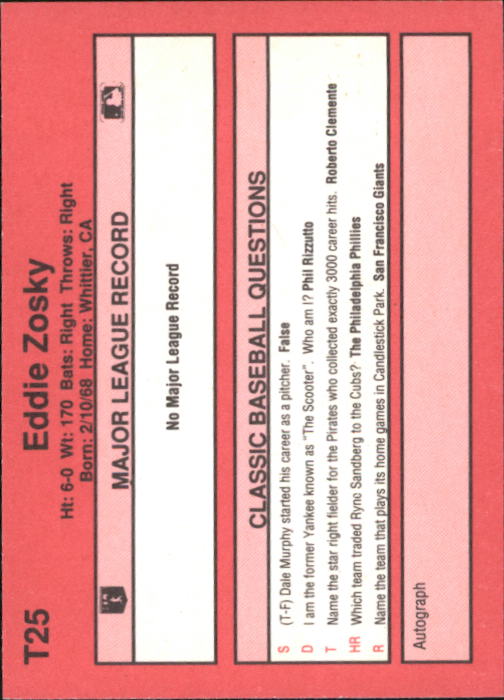 T25
Eddie Zosky
Ht: 6-0 Wt: 170 Bats: Right Throws: Right
Born: 2/10/68 Home: Whittier, CA
MAJOR LEAGUE RECORD
No Major League Record
CLASSIC BASEBALL QUESTIONS
S (T-F) Dale Murphy started his career as a pitcher. False
D I am the former Yankee known as "The Scooter". Who am I? Phil Rizzutto
T Name the star right fielder for the Pirates who collected exactly 3000 career hits. Roberto Clemente
HR Which team traded Rync Sandberg to the Cubs? The Philadelphia Phillies
R Name the team that plays its home games in Candlestick Park. San Francisco Giants
Autograph